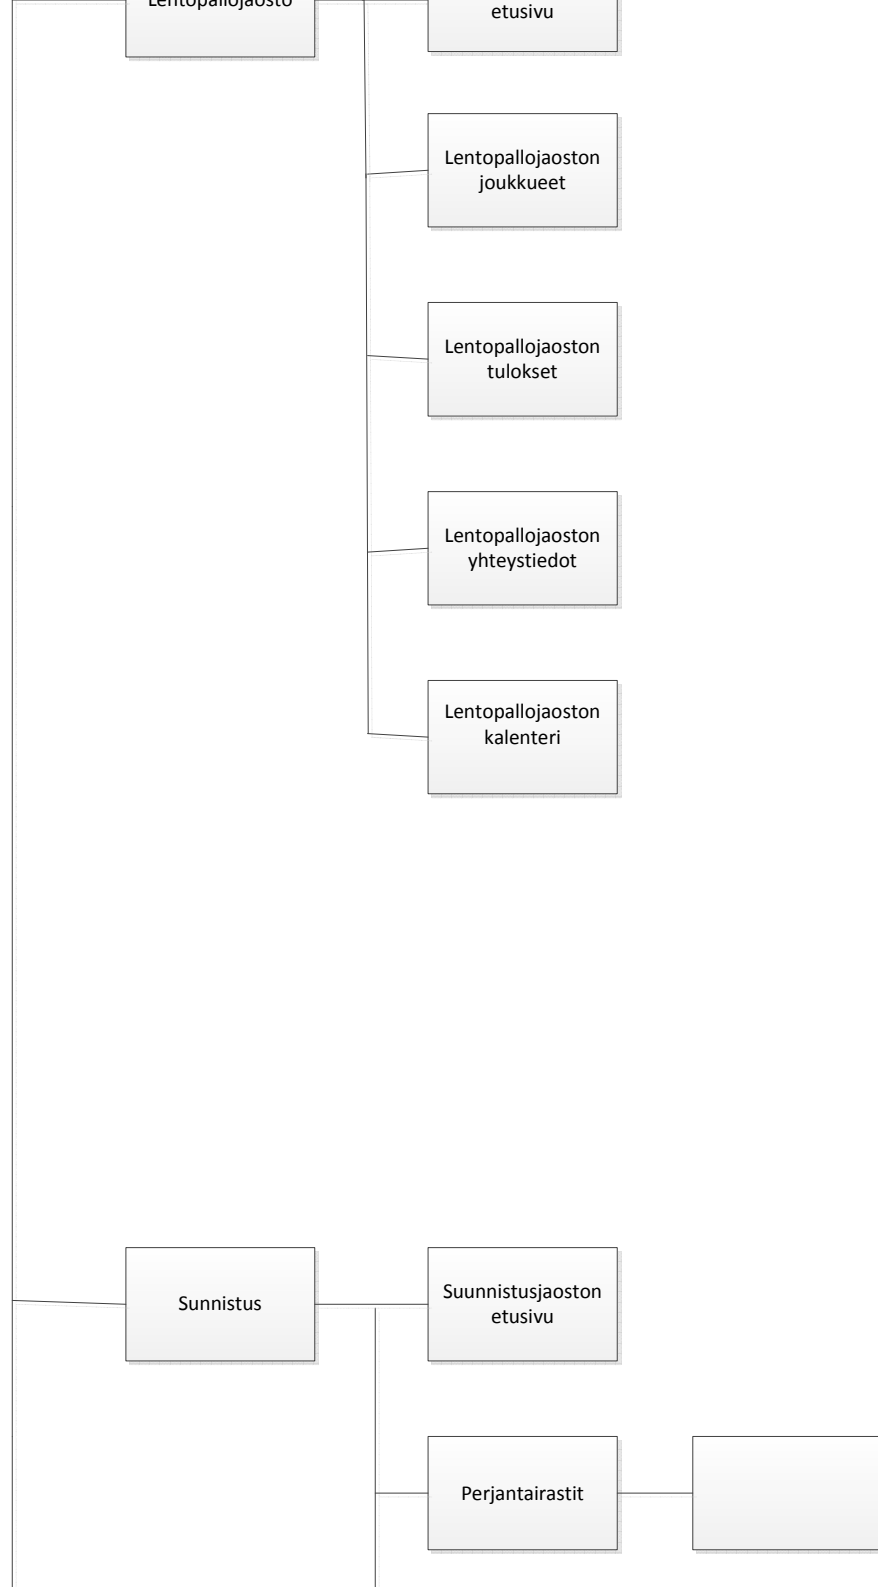 Lentopallojaosto
etusivu
Lentopallojaoston
joukkueet
Lentopallojaoston
tulokset
Lentopallojaoston
yhteystiedot
Lentopallojaoston
kalenteri
Sunnistus
Suunnistusjaoston
etusivu
Perjantairastit